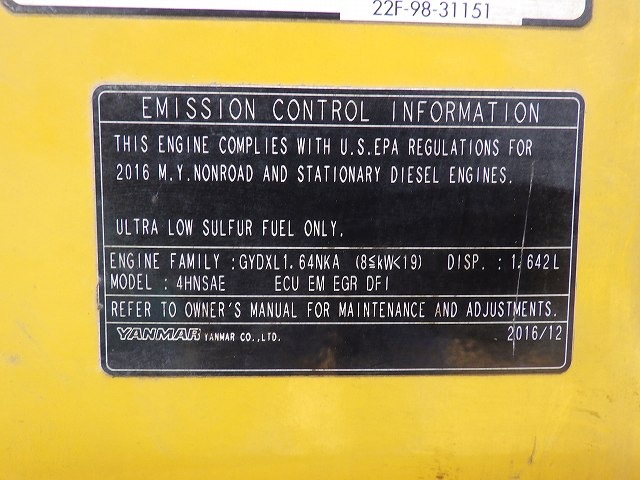 22F-98-31151
EMISSION CONTROL INFORMATION
THIS ENGINE COMPLIES WITH U.S.EPA REGULATIONS FOR
2016 M.Y.NONROAD AND STATIONARY DIESEL ENGINES.
ULTRA LOW SULFUR FUEL ONLY.
ENGINE FAMILY :GYDXL1.64NKA (8≦kW<19) DISP. : 1.642L
MODEL : 4HNSAE ECU EM EGR DFI
REFER TO OWNER'S MANUAL FOR MAINTENANCE AND ADJUSTMENTS.
YANMAR YANMAR CO.,LTD. 2016/12